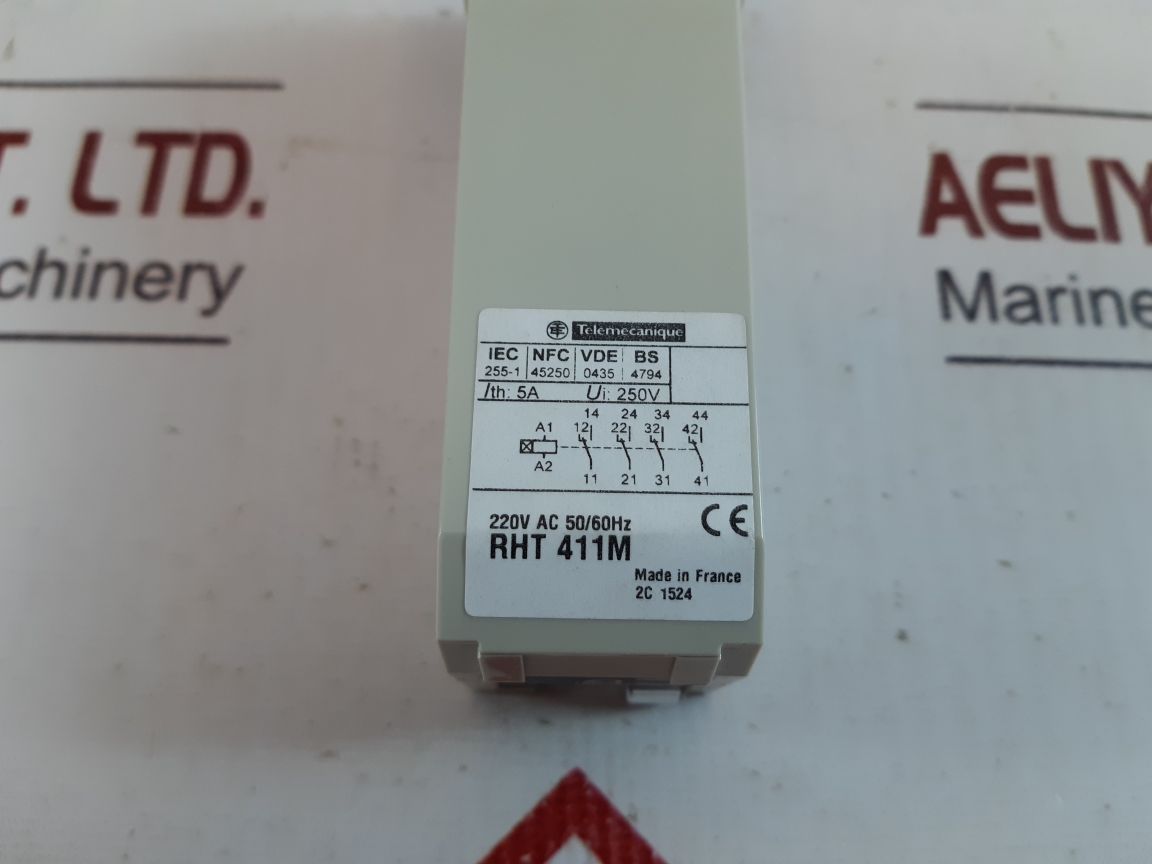 T. LTD.
chinery
AELIY
Marine
TE Telemecanique
IEC NFC VDE BS
255-1 45250 0435 4794
Ith: 5A Ui: 250V
14 24 34 44
A1 12 22 32 42
A2
11 21 31 41
220V AC 50/60Hz CE
RHT 411M
Made in France
2C 1524